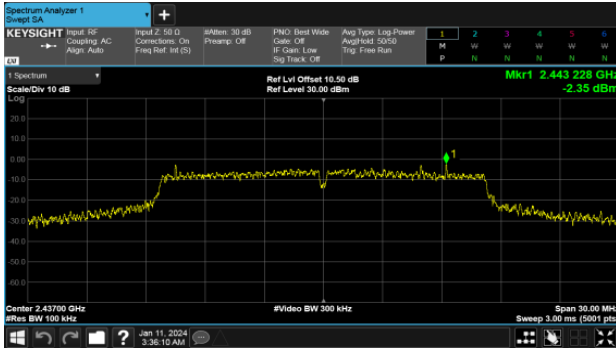 Spectrum Analyzer 1
Swept SA
+
KEYSIGHT Input: RF Input Z: 50 Ω #Atten: 30 dB PNO: Best Wide Avg Type: Log-Power 1 2 3 4 5 6
Coupling: AC Corrections: On Preamp: Off Gate: Off Avg|Hold: 50/50 M W W W W W
Align: Auto Freq Ref: Int (S) IF Gain: Low Trig: Free Run
Sig Track: Off P N N N N N
LXI
1 Spectrum Ref Lvl Offset 10.50 dB Mkr1 2.443 228 GHz
Scale/Div 10 dB Ref Level 30.00 dBm -2.35 dBm
Log
20.0
10.0
0.00
1
-10.0
-20.0
-30.0
-40.0
-50.0
-60.0
Center 2.43700 GHz #Video BW 300 kHz Span 30.00 MHz
#Res BW 100 kHz Sweep 3.00 ms (5001 pts)
? Jan 11, 2024
3:36:10 AM